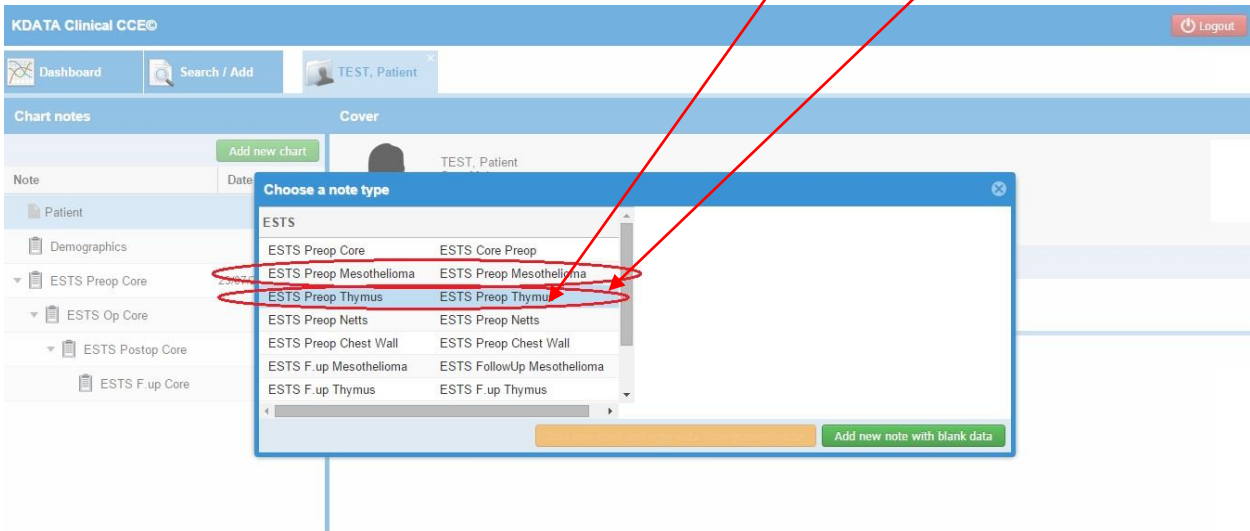 KDATA Clinical CCE©
Logout
Dashboard
Search / Add
TEST, Patient
Chart notes
Cover
Add new chart
TEST, Patient
Note
Date
Choose a note type
Patient
ESTS
Demographics
ESTS Preop Core ESTS Core Preop
ESTS Preop Mesothelioma ESTS Preop Mesothelioma
ESTS Preop Core
ESTS Preop Thymus ESTS Preop Thymus
ESTS Op Core
ESTS Preop Netts ESTS Preop Netts
ESTS Preop Chest Wall ESTS Preop Chest Wall
ESTS Postop Core
ESTS F.up Mesothelioma ESTS FollowUp Mesothelioma
ESTS F.up Core
ESTS F.up Thymus ESTS F.up Thymus
Add new note with blank data